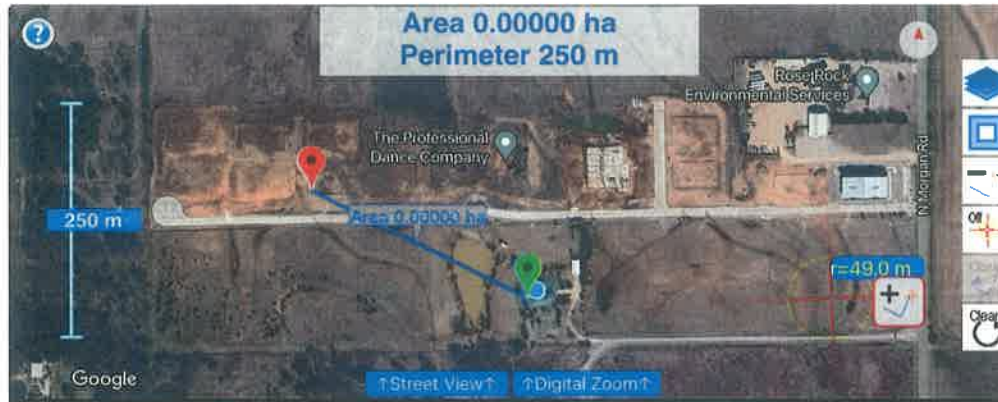 ?
Area 0.00000 ha
Perimeter 250 m
Rose Rock
Environmental Services
The Professional
Dance Company
N Morgan Rd
250 m
Area 0.00000 ha
Off
r=49.0 m
Clear
Google
↑Street View↑
↑Digital Zoom↑